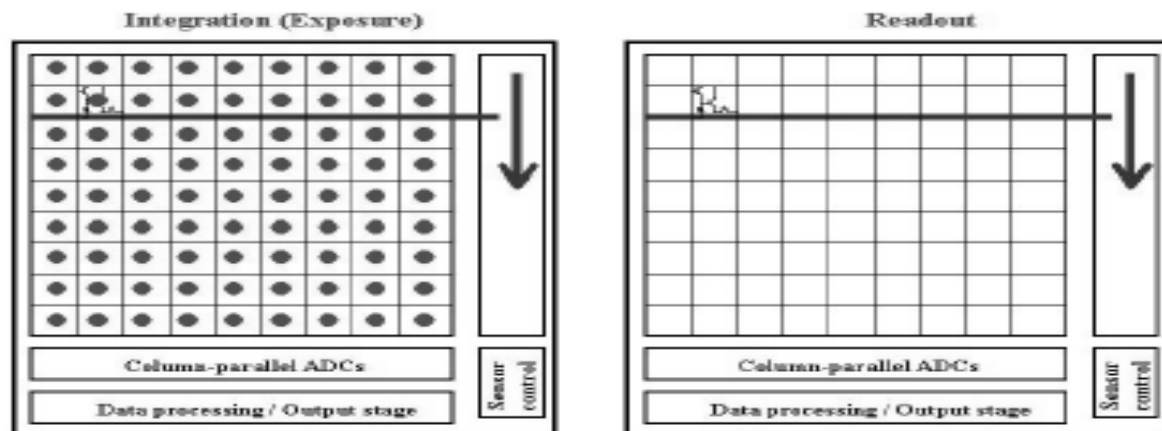 Integration (Exposure)
Readout
Column-parallel ADCs
Data processing / Output stage
Sensor
control
Column-parallel ADCs
Data processing / Output stage
Sensor
control